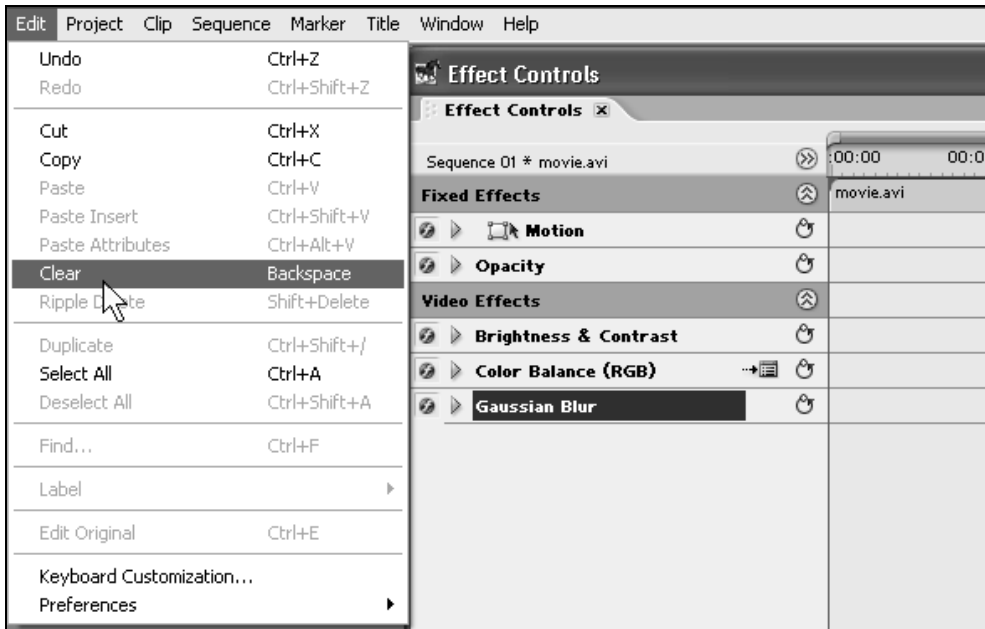 Edit Project Clip Sequence Marker Title Window Help
Undo Ctrl+Z
Redo Ctrl+Shift+Z
Cut Ctrl+X
Copy Ctrl+C
Paste Ctrl+V
Paste Insert Ctrl+Shift+V
Paste Attributes Ctrl+Alt+V
Clear Backspace
Ripple Shift+Delete
Duplicate Ctrl+Shift+/
Select All Ctrl+A
Deselect All Ctrl+Shift+A
Find... Ctrl+F
Label
Edit Original Ctrl+E
Keyboard Customization...
Preferences
Effect Controls
Effect Controls
Sequence 01 * movie.avi :00:00 00:0
Fixed Effects movie.avi
Motion
Opacity
Video Effects
Brightness & Contrast
Color Balance (RGB)
Gaussian Blur